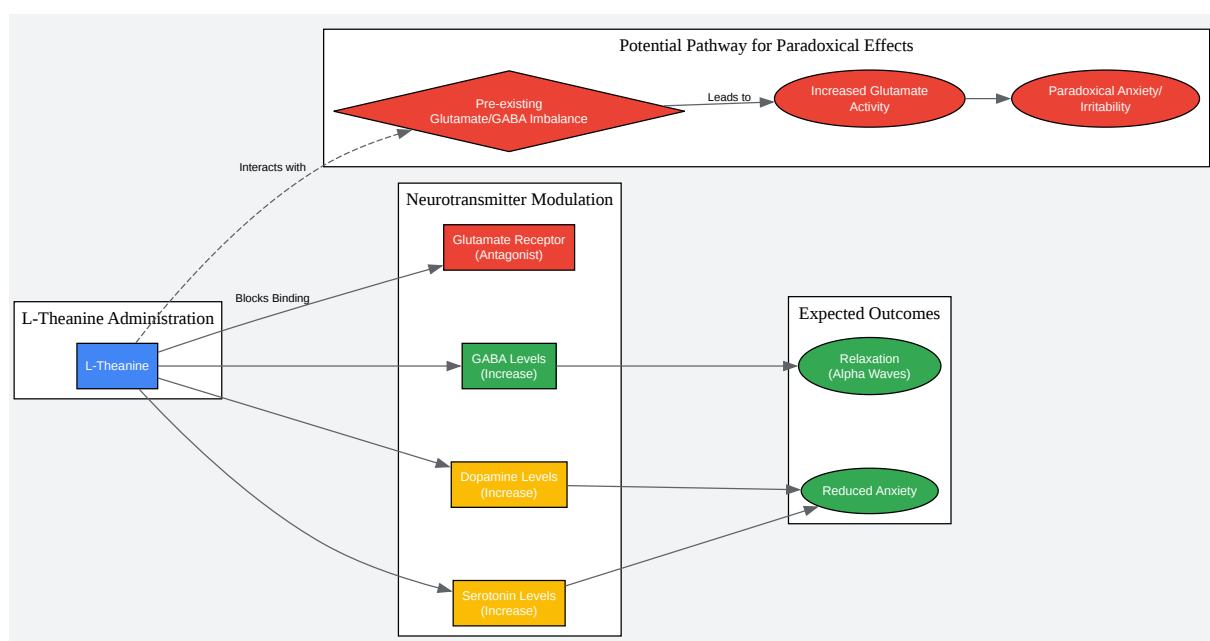 Potential Pathway for Paradoxical Effects
Pre-existing
Glutamate/GABA Imbalance
Leads to
Increased Glutamate
Activity
Paradoxical Anxiety/
Irritability
Interacts with
Neurotransmitter Modulation
Glutamate Receptor
(Antagonist)
Blocks Binding
L-Theanine Administration
L-Theanine
GABA Levels
(Increase)
Dopamine Levels
(Increase)
Serotonin Levels
(Increase)
Expected Outcomes
Relaxation
(Alpha Waves)
Reduced Anxiety